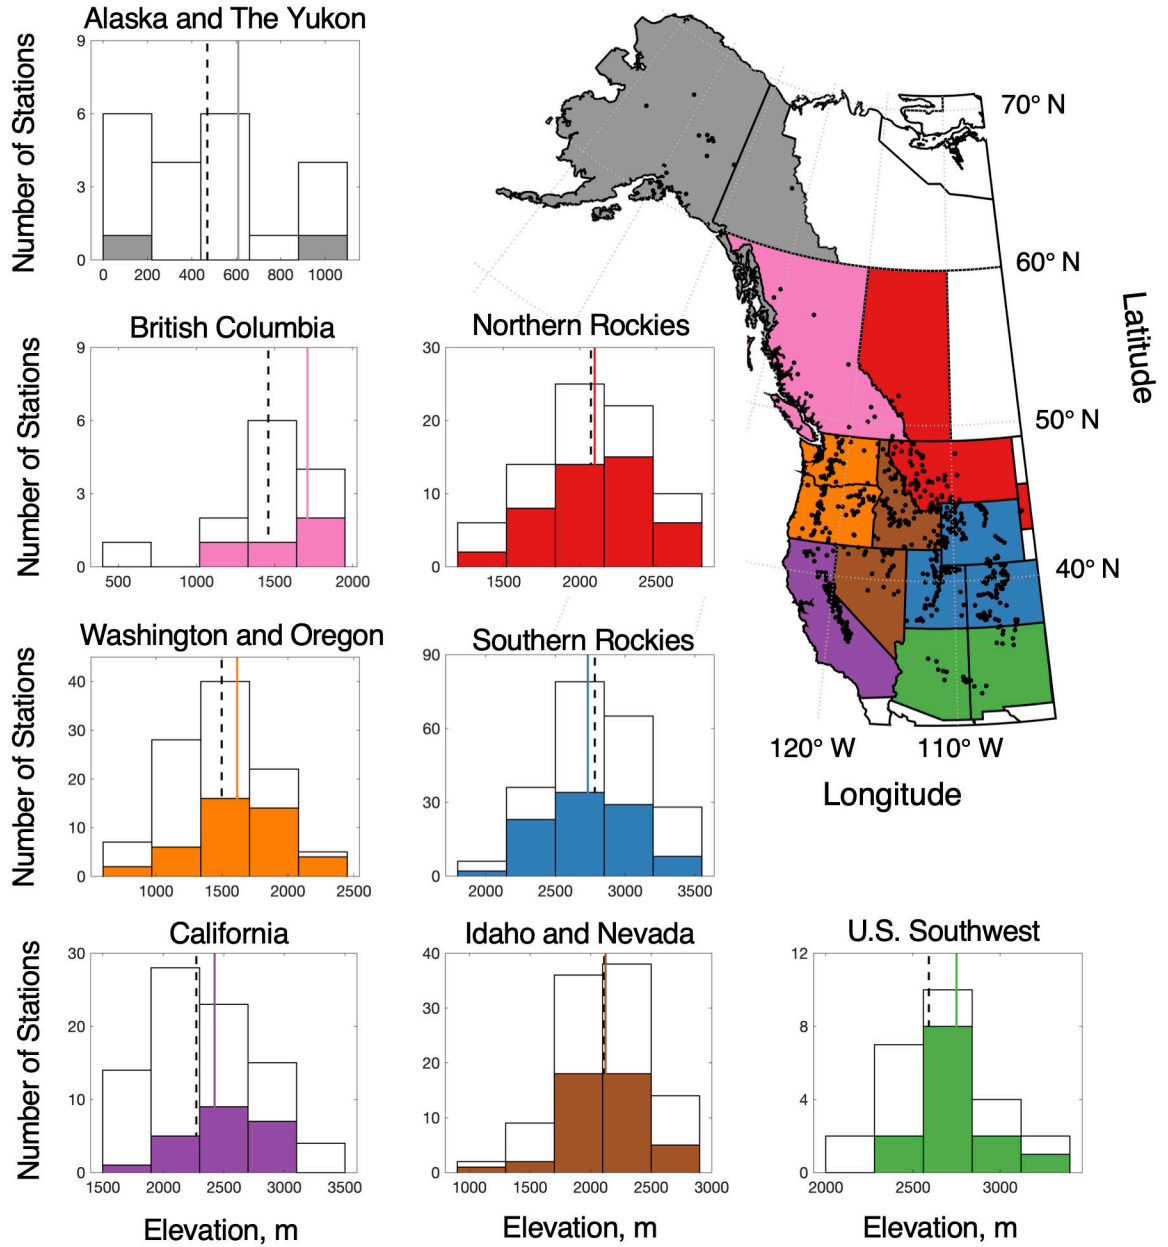 Alaska and The Yukon
Number of Stations
9
6
3
0
0 200 400 600 800 1000
70° N
60° N
50° N
40° N
Latitude
120° W 110° W
Longitude
British Columbia
Number of Stations
9
6
3
0
500 1000 1500 2000
Northern Rockies
30
20
10
0
1500 2000 2500
Washington and Oregon
Number of Stations
40
30
20
10
0
1000 1500 2000 2500
Southern Rockies
90
60
30
0
2000 2500 3000 3500
California
Number of Stations
30
20
10
0
1500 2000 2500 3000 3500
Elevation, m
Idaho and Nevada
40
30
20
10
0
1000 1500 2000 2500 3000
Elevation, m
U.S. Southwest
12
8
4
0
2000 2500 3000
Elevation, m